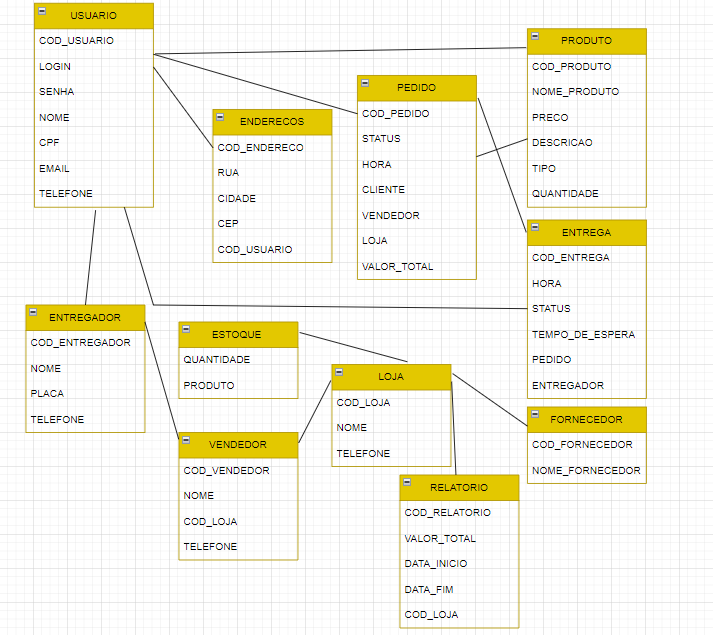 USUARIO
COD_USUARIO
LOGIN
SENHA
NOME
CPF
EMAIL
TELEFONE
PRODUTO
COD_PRODUTO
NOME_PRODUTO
PRECO
DESCRICAO
TIPO
QUANTIDADE
PEDIDO
COD_PEDIDO
STATUS
HORA
CLIENTE
VENDEDOR
LOJA
VALOR_TOTAL
ENDERECOS
COD_ENDERECO
RUA
CIDADE
CEP
COD_USUARIO
ENTREGA
COD_ENTREGA
HORA
STATUS
TEMPO_DE_ESPERA
PEDIDO
ENTREGADOR
ENTREGADOR
COD_ENTREGADOR
NOME
PLACA
TELEFONE
ESTOQUE
QUANTIDADE
PRODUTO
LOJA
COD_LOJA
NOME
TELEFONE
FORNECEDOR
COD_FORNECEDOR
NOME_FORNECEDOR
VENDEDOR
COD_VENDEDOR
NOME
COD_LOJA
TELEFONE
RELATORIO
COD_RELATORIO
VALOR_TOTAL
DATA_INICIO
DATA_FIM
COD_LOJA